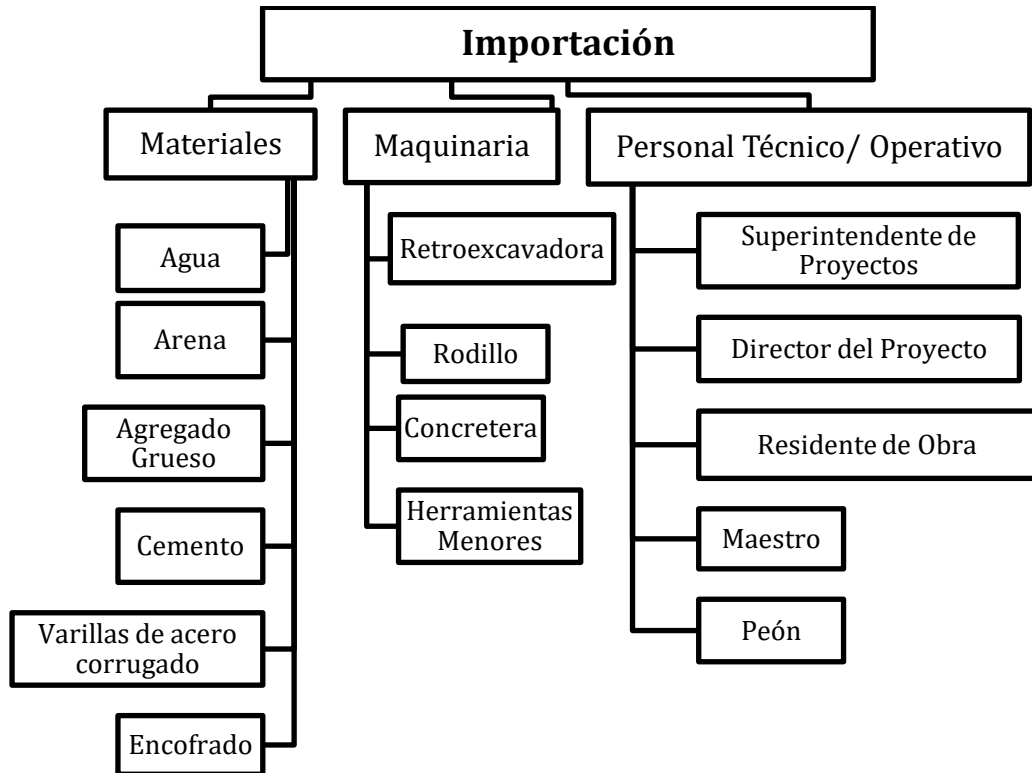 Importación
Materiales
Agua
Arena
Agregado
Grueso
Cemento
Varillas de acero
corrugado
Encofrado
Maquinaria
Retroexcavadora
Rodillo
Concretera
Herramientas
Menores
Personal Técnico/ Operativo
Superintendente de
Proyectos
Director del Proyecto
Residente de Obra
Maestro
Peón